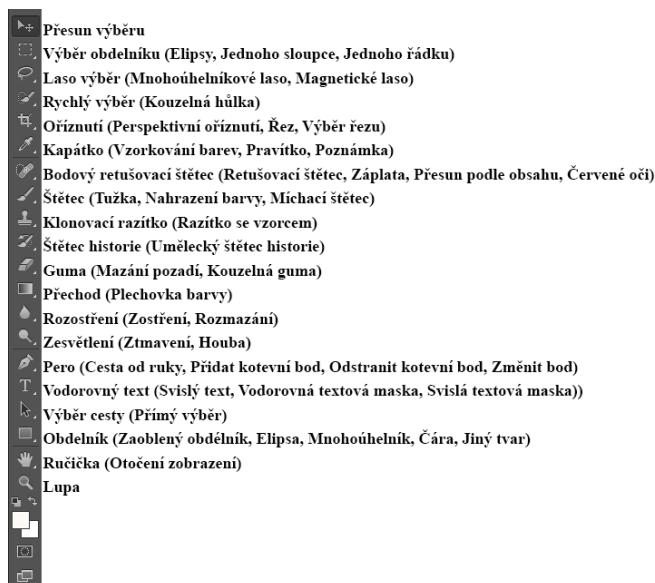 Přesun výběru
Výběr obdelníku (Elipsy, Jednoho sloupce, Jednoho řádku)
Laso výběr (Mnohoúhelníkové laso, Magnetické laso)
Rychlý výběr (Kouzelná hůlka)
Oříznutí (Perspektivní oříznutí, Řez, Výběr řezu)
Kapátko (Vzorkování barev, Pravítko, Poznámka)
Bodový retušovací štětec (Retušovací štětec, Záplata, Přesun podle obsahu, Červené oči)
Štětec (Tužka, Nahrazení barvy, Míchací štětec)
Klonovací razítko (Razítko se vzorcem)
Štětec historie (Umělecký štětec historie)
Guma (Mazání pozadí, Kouzelná guma)
Přechod (Plechovka barvy)
Rozostření (Zostření, Rozmazání)
Zesvětlení (Ztmavení, Houba)
Pero (Cesta od ruky, Přidat kotevní bod, Odstranit kotevní bod, Změnit bod)
T Vodorovný text (Svislý text, Vodorovná textová maska, Svislá textová maska))
Výběr cesty (Přímý výběr)
Obdelník (Zaoblený obdélník, Elipsa, Mnohoúhelník, Čára, Jiný tvar)
Ručička (Otočení zobrazení)
Lupa